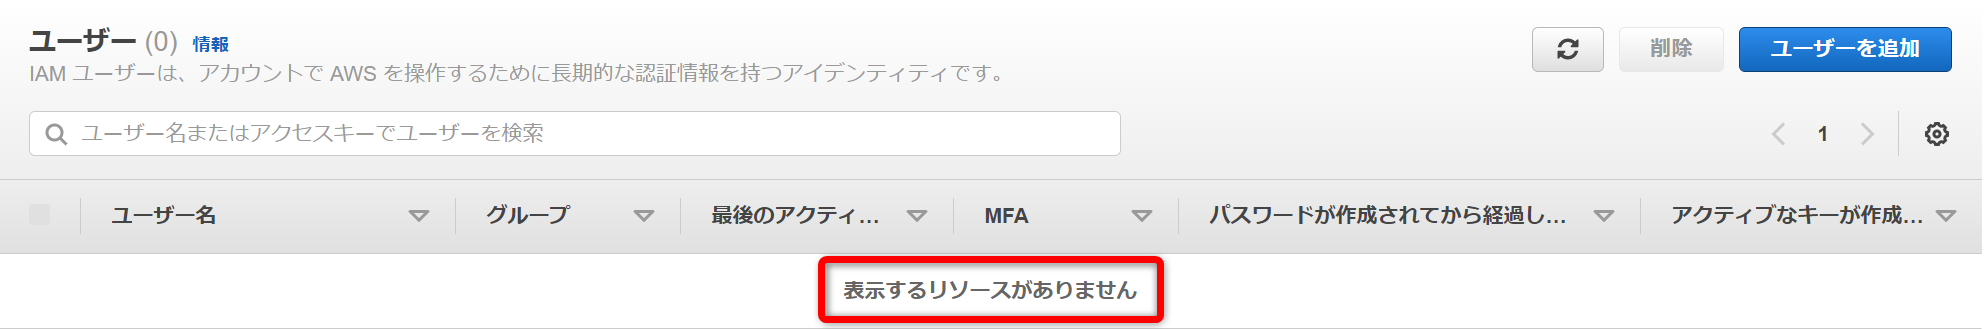 ユーザー (0) 情報
IAM ユーザーは、アカウントで AWS を操作するために長期的な認証情報を持つアイデンティティです。
削除
ユーザーを追加
ユーザー名またはアクセスキーでユーザーを検索
1
ユーザー名 グループ 最後のアクティ... MFA パスワードが作成されてから経過し... アクティブなキーが作成...
表示するリソースがありません